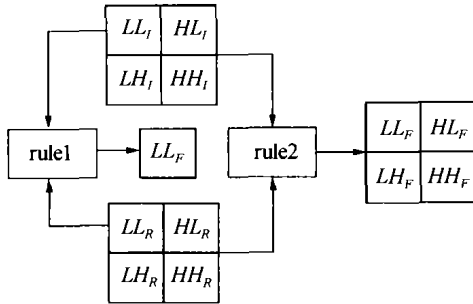 LL_I HL_I
LH_I HH_I
rule1
LL_F
rule2
LL_F HL_F
LH_F HH_F
LL_R HL_R
LH_R HH_R